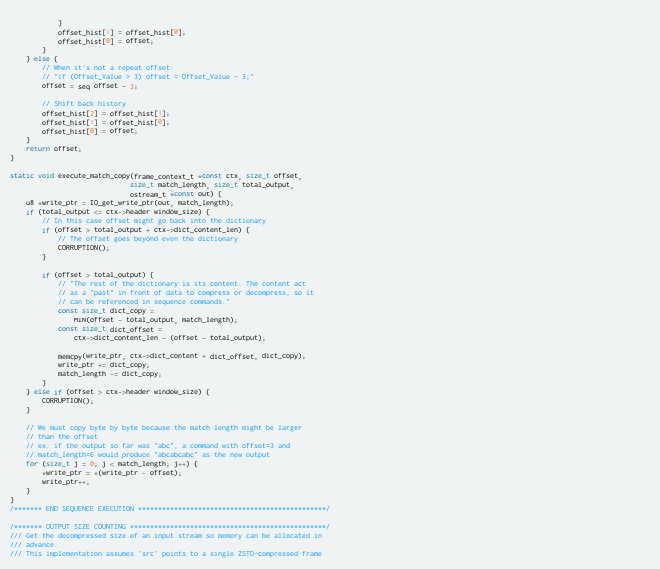 }
offset_hist[1] = offset_hist[0];
offset_hist[0] = offset;
}
} else {
// When it's not a repeat offset:
// "if (Offset_Value > 3) offset = Offset_Value - 3;"
offset = seq offset - 3;
// Shift back history
offset_hist[2] = offset_hist[1];
offset_hist[1] = offset_hist[0];
offset_hist[0] = offset;
}
return offset;
}
static void execute_match_copy(frame_context_t *const ctx, size_t offset,
size_t match_length, size_t total_output,
ostream_t *const out) {
u8 *write_ptr = IO_get_write_ptr(out, match_length);
if (total_output <= ctx->header window_size) {
// In this case offset might go back into the dictionary
if (offset > total_output + ctx->dict_content_len) {
// The offset goes beyond even the dictionary
CORRUPTION();
}
if (offset > total_output) {
// "The rest of the dictionary is its content. The content act
// as a "past" in front of data to compress or decompress, so it
// can be referenced in sequence commands."
const size_t dict_copy =
MIN(offset - total_output, match_length);
const size_t dict_offset =
ctx->dict_content_len - (offset - total_output);
memcpy(write_ptr, ctx->dict_content + dict_offset, dict_copy);
write_ptr += dict_copy;
match_length -= dict_copy;
}
} else if (offset > ctx->header window_size) {
CORRUPTION();
}
// We must copy byte by byte because the match length might be larger
// than the offset
// ex: if the output so far was "abc", a command with offset=3 and
// match_length=6 would produce "abcabcabc" as the new output
for (size_t j = 0; j < match_length; j++) {
*write_ptr = *(write_ptr - offset);
write_ptr++;
}
}
/******* END SEQUENCE EXECUTION ***********************************************/
/******* OUTPUT SIZE COUNTING *************************************************/
/// Get the decompressed size of an input stream so memory can be allocated in
/// advance.
/// This implementation assumes `src` points to a single ZSTD-compressed frame